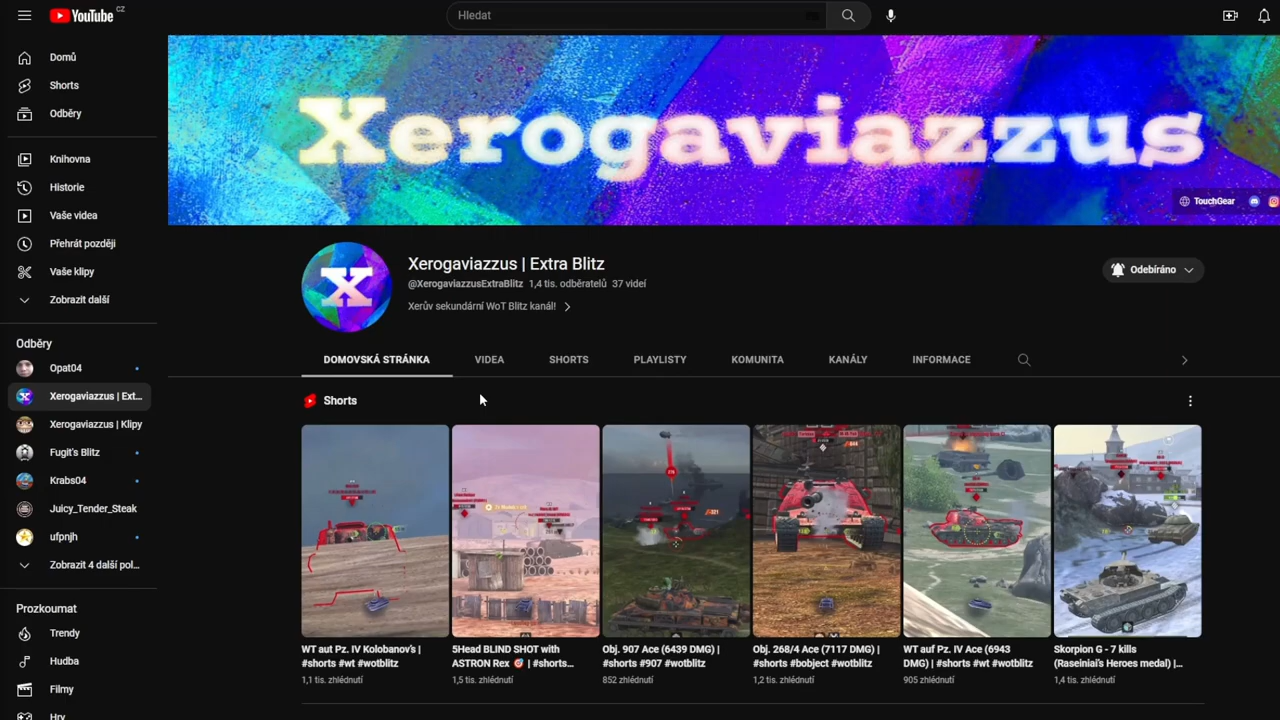 YouTube CZ
Hledat
Domů
Shorts
Odběry
Knihovna
Historie
Vaše videa
Přehrát později
Vaše klipy
Zobrazit další
Odběry
Opat04
Xerogaviazzus | Ext...
Xerogaviazzus | Klipy
Fugit's Blitz
Krabs04
Juicy_Tender_Steak
ufpnjh
Zobrazit 4 další pol...
Prozkoumat
Trendy
Hudba
Filmy
Hry
Xerogaviazzus
TouchGear
X
Xerogaviazzus | Extra Blitz
@XerogaviazzusExtraBlitz 1,4 tis. odběratelů 37 videí
Xerův sekundární WoT Blitz kanál!
Odebíráno
DOMOVSKÁ STRÁNKA VIDEA SHORTS PLAYLISTY KOMUNITA KANÁLY INFORMACE
Shorts
WT aut Pz. IV Kolobanov's |
#shorts #wt #wotblitz
1,1 tis. zhlédnutí
5Head BLIND SHOT with
ASTRON Rex 🎯 | #shorts...
1,5 tis. zhlédnutí
Obj. 907 Ace (6439 DMG) |
#shorts #907 #wotblitz
852 zhlédnutí
Obj. 268/4 Ace (7117 DMG) |
#shorts #bobject #wotblitz
1,2 tis. zhlédnutí
WT auf Pz. IV Ace (6943
DMG) | #shorts #wt #wotblitz
905 zhlédnutí
Skorpion G - 7 kills
(Raseiniai's Heroes medal) |...
1,4 tis. zhlédnutí